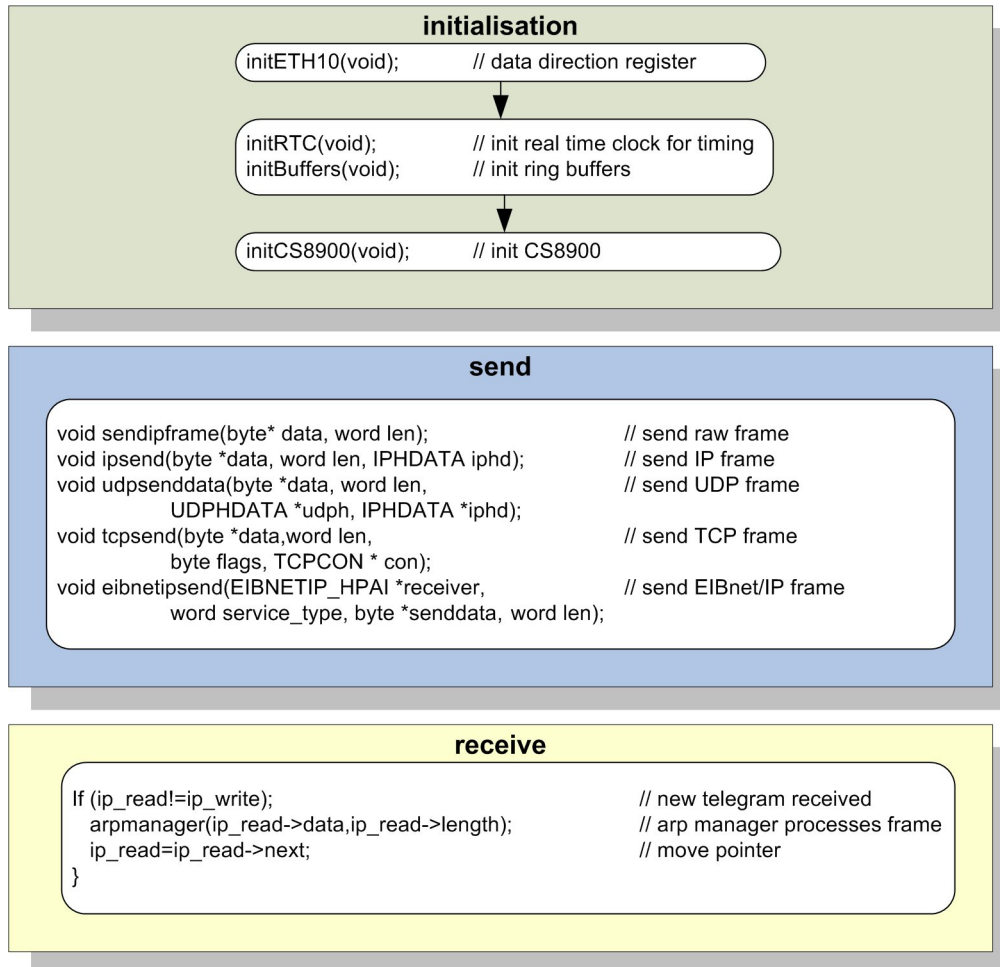 initialisation
initETH10(void); // data direction register
initRTC(void); // init real time clock for timing
initBuffers(void); // init ring buffers
initCS8900(void); // init CS8900
send
void sendipframe(byte* data, word len); // send raw frame
void ipsend(byte *data, word len, IPHDATA iphd); // send IP frame
void udpsenddata(byte *data, word len, // send UDP frame
UDPHDATA *udph, IPHDATA *iphd);
void tcpsend(byte *data,word len, // send TCP frame
byte flags, TCPCON * con);
void eibnetipsend(EIBNETIP_HPAI *receiver, // send EIBnet/IP frame
word service_type, byte *senddata, word len);
receive
If (ip_read!=ip_write); // new telegram received
arpmanager(ip_read->data,ip_read->length); // arp manager processes frame
ip_read=ip_read->next; // move pointer
}